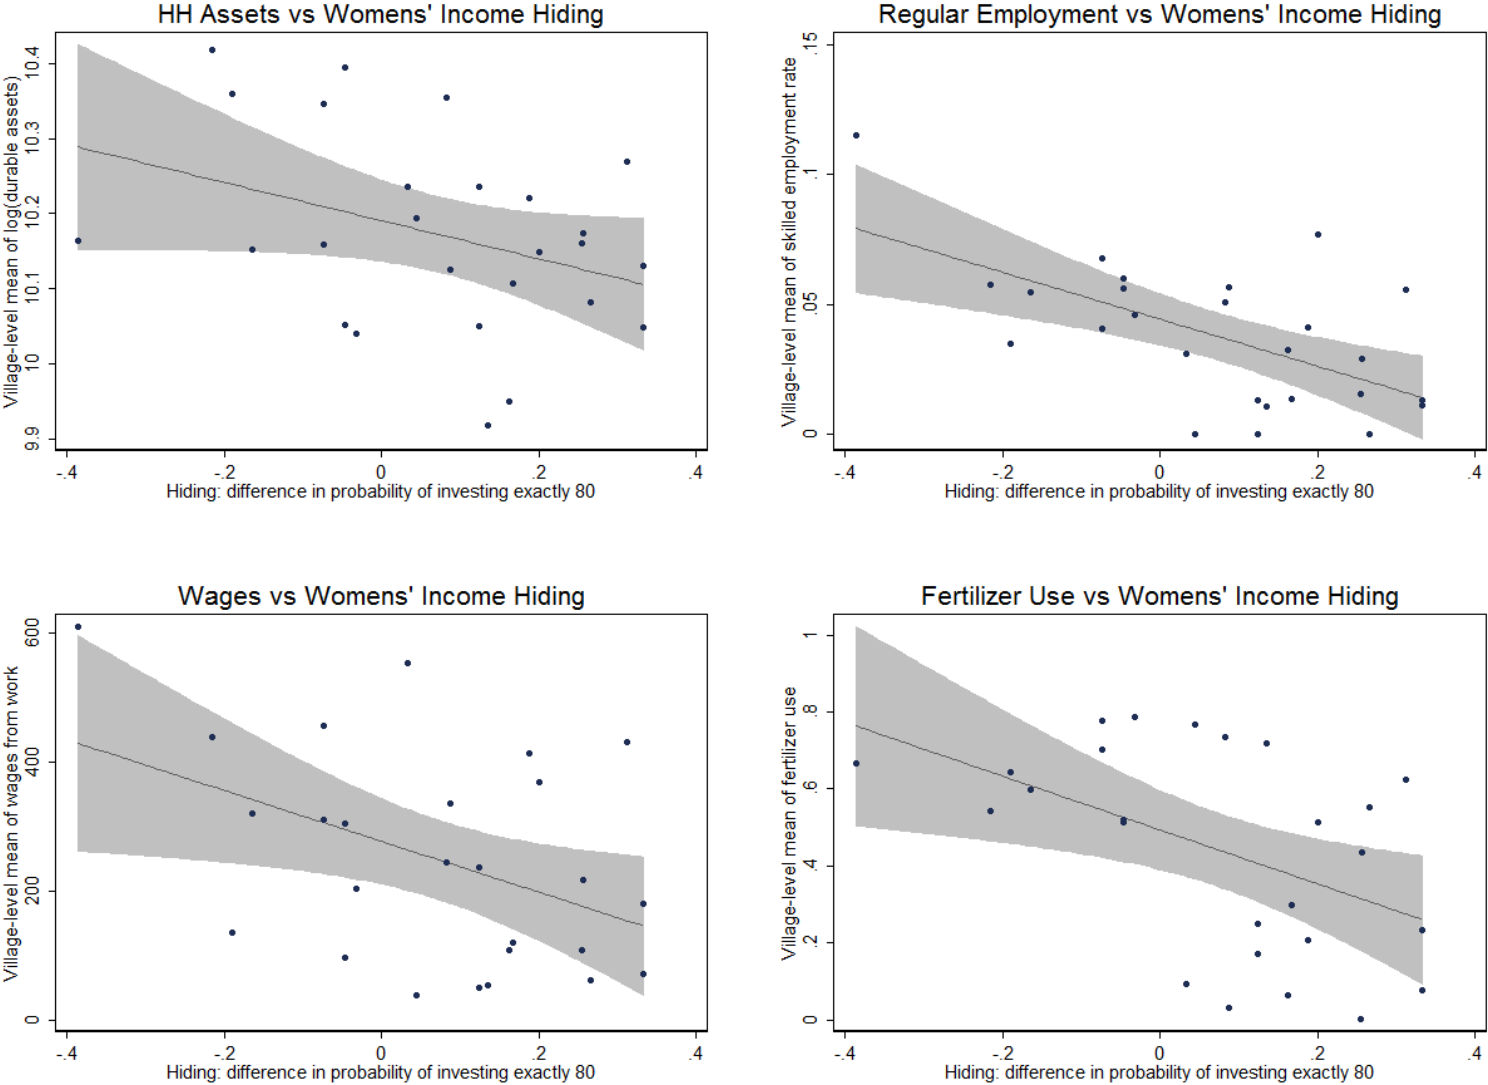 HH Assets vs Womens' Income Hiding
Village-level mean of log(durable assets)
10.4
10.3
10.2
10.1
10
9.9
-.4 -.2 0 .2 .4
Hiding: difference in probability of investing exactly 80
Regular Employment vs Womens' Income Hiding
Village-level mean of skilled employment rate
.15
.1
.05
0
-.4 -.2 0 .2 .4
Hiding: difference in probability of investing exactly 80
Wages vs Womens' Income Hiding
Village-level mean of wages from work
600
400
200
0
-.4 -.2 0 .2 .4
Hiding: difference in probability of investing exactly 80
Fertilizer Use vs Womens' Income Hiding
Village-level mean of fertilizer use
1
.8
.6
.4
.2
0
-.4 -.2 0 .2 .4
Hiding: difference in probability of investing exactly 80